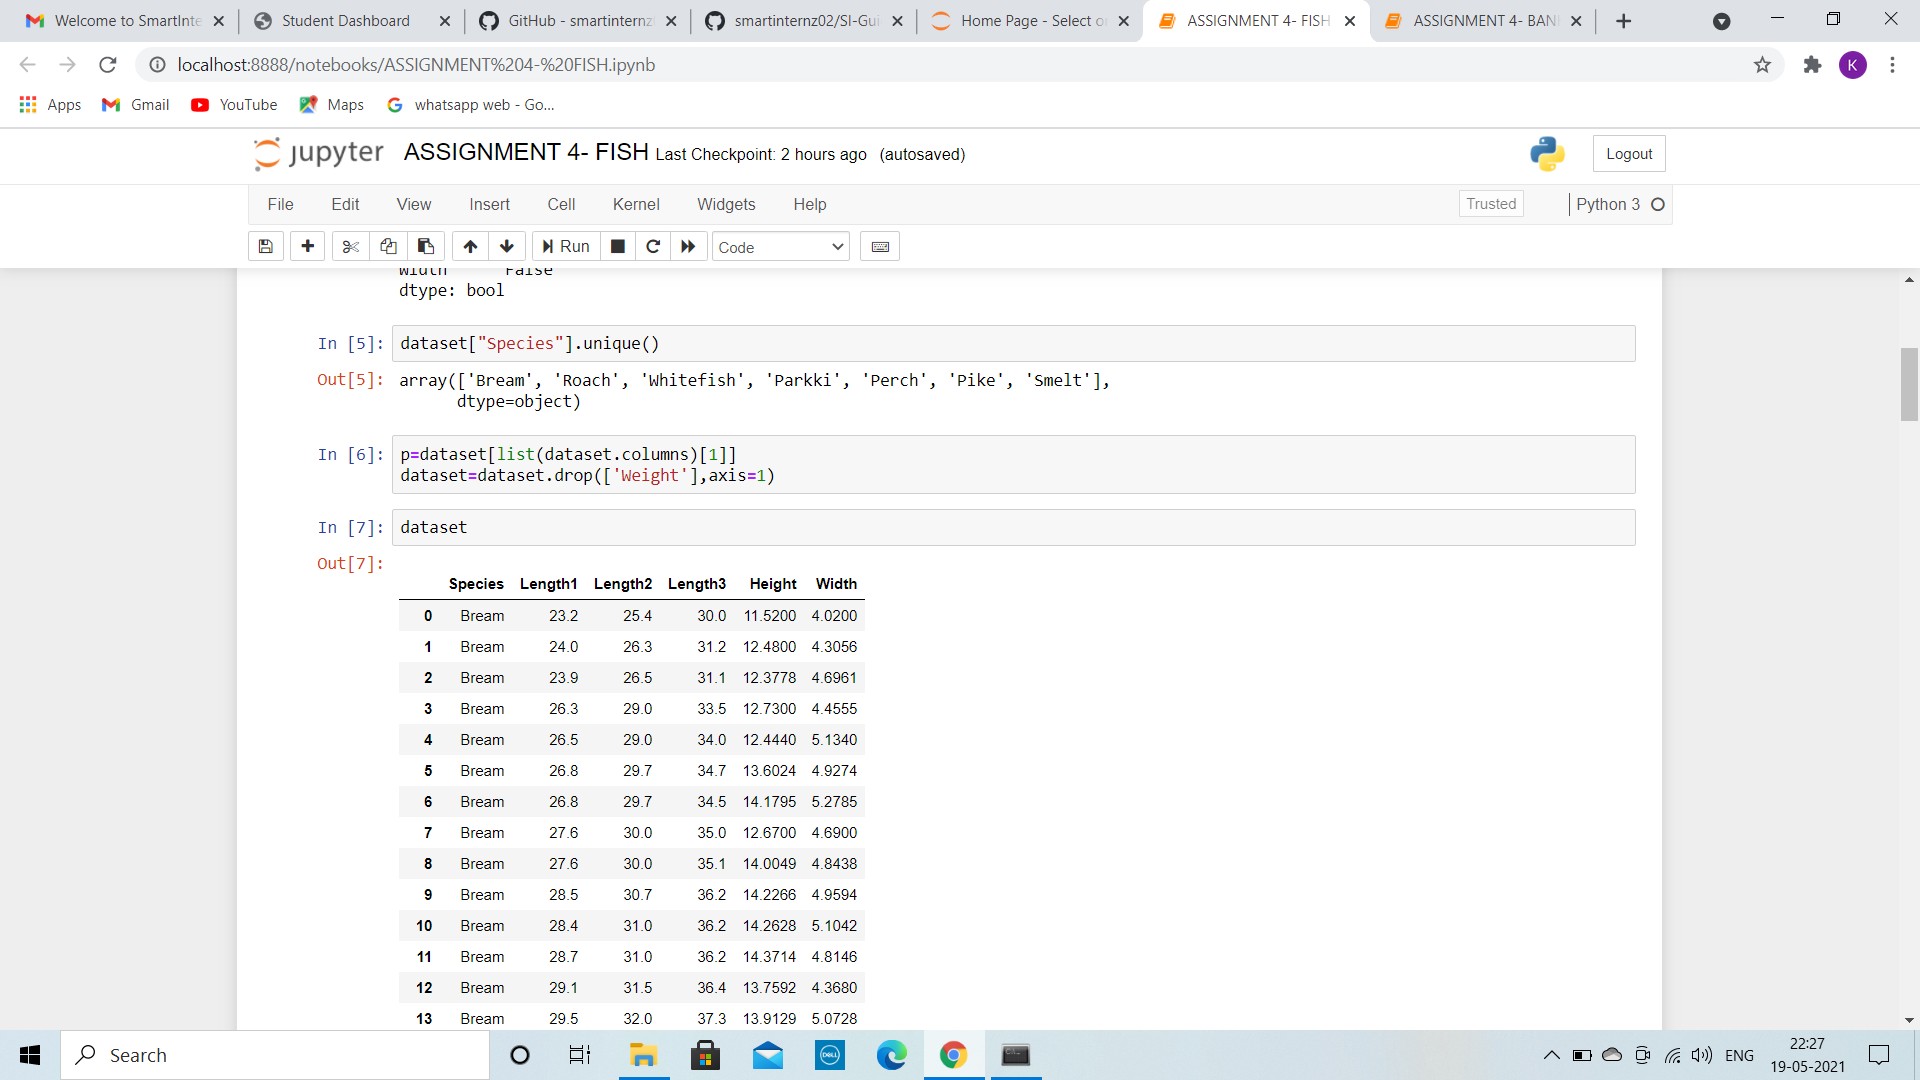 Welcome to SmartInte
Student Dashboard
GitHub - smartinternz
smartinternz02/SI-Gui
Home Page - Select o
ASSIGNMENT 4- FISH
ASSIGNMENT 4- BAN
localhost:8888/notebooks/ASSIGNMENT%204-%20FISH.ipynb
K
Apps
Gmail
YouTube
Maps
whatsapp web - Go...
jupyter ASSIGNMENT 4- FISH Last Checkpoint: 2 hours ago (autosaved)
Logout
File Edit View Insert Cell Kernel Widgets Help
Trusted
Python 3
Run
Code
Width False
dtype: bool
In [5]: dataset["Species"].unique()
Out[5]: array(['Bream', 'Roach', 'Whitefish', 'Parkki', 'Perch', 'Pike', 'Smelt'],
dtype=object)
In [6]: p=dataset[list(dataset.columns)[1]]
dataset=dataset.drop(['Weight'],axis=1)
In [7]: dataset
Out[7]:
Species Length1 Length2 Length3 Height Width
0 Bream 23.2 25.4 30.0 11.5200 4.0200
1 Bream 24.0 26.3 31.2 12.4800 4.3056
2 Bream 23.9 26.5 31.1 12.3778 4.6961
3 Bream 26.3 29.0 33.5 12.7300 4.4555
4 Bream 26.5 29.0 34.0 12.4440 5.1340
5 Bream 26.8 29.7 34.7 13.6024 4.9274
6 Bream 26.8 29.7 34.5 14.1795 5.2785
7 Bream 27.6 30.0 35.0 12.6700 4.6900
8 Bream 27.6 30.0 35.1 14.0049 4.8438
9 Bream 28.5 30.7 36.2 14.2266 4.9594
10 Bream 28.4 31.0 36.2 14.2628 5.1042
11 Bream 28.7 31.0 36.2 14.3714 4.8146
12 Bream 29.1 31.5 36.4 13.7592 4.3680
13 Bream 29.5 32.0 37.3 13.9129 5.0728
Search
DELL
ENG
22:27
19-05-2021